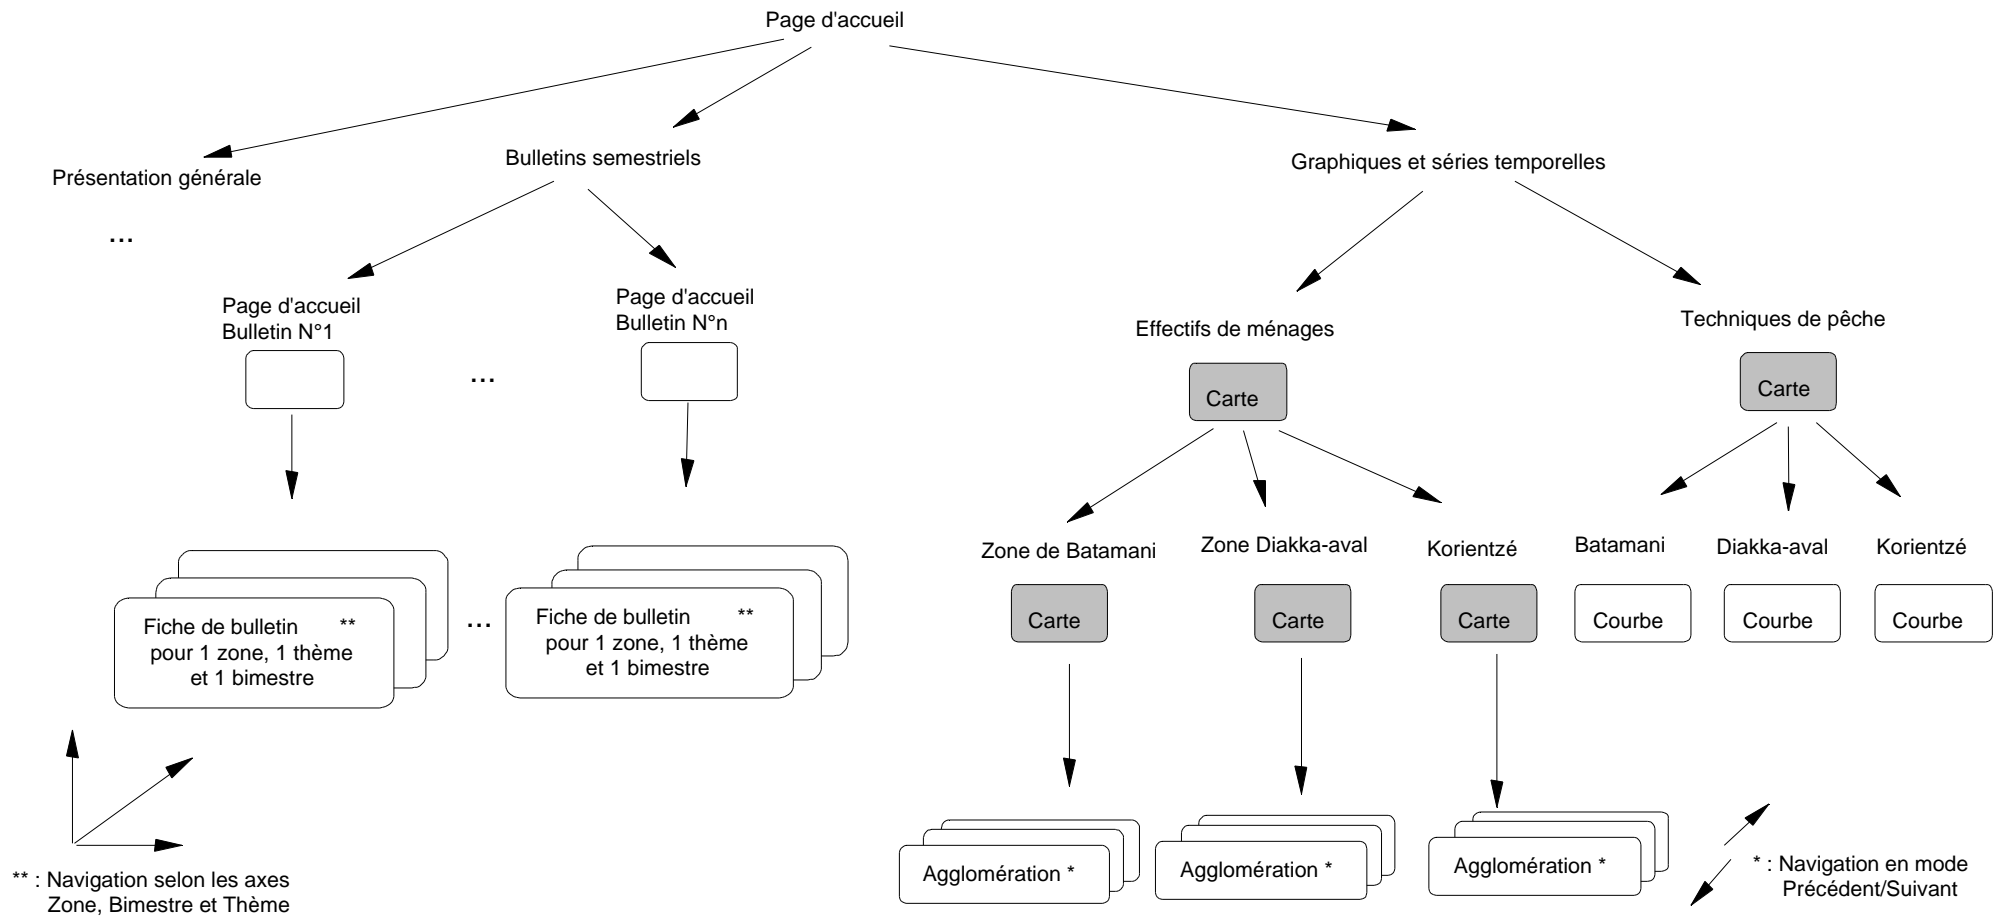 Page d'accueil
Présentation générale
...
Bulletins semestriels
Graphiques et séries temporelles
Page d'accueil
Bulletin N°1
...
Page d'accueil
Bulletin N°n
Effectifs de ménages
Carte
Techniques de pêche
Carte
Zone de Batamani
Carte
Zone Diakka-aval
Carte
Korientzé
Carte
Batamani
Courbe
Diakka-aval
Courbe
Korientzé
Courbe
Fiche de bulletin **
pour 1 zone, 1 thème
et 1 bimestre
...
Fiche de bulletin **
pour 1 zone, 1 thème
et 1 bimestre
Agglomération *
Agglomération *
Agglomération *
** : Navigation selon les axes
Zone, Bimestre et Thème
* : Navigation en mode
Précédent/Suivant